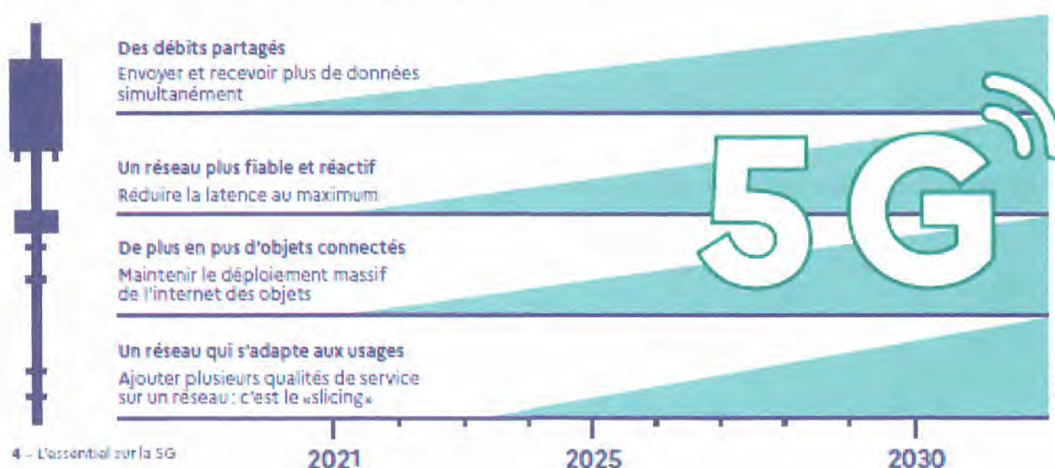 Des débits partagés
Envoyer et recevoir plus de données
simultanément
Un réseau plus fiable et réactif
Réduire la latence au maximum
De plus en pus d'objets connectés
Maintenir le déploiement massif
de l'internet des objets
Un réseau qui s'adapte aux usages
Ajouter plusieurs qualités de service
sur un réseau : c'est le «slicing»
5G
4 – L'essentiel sur la 5G
2021 2025 2030